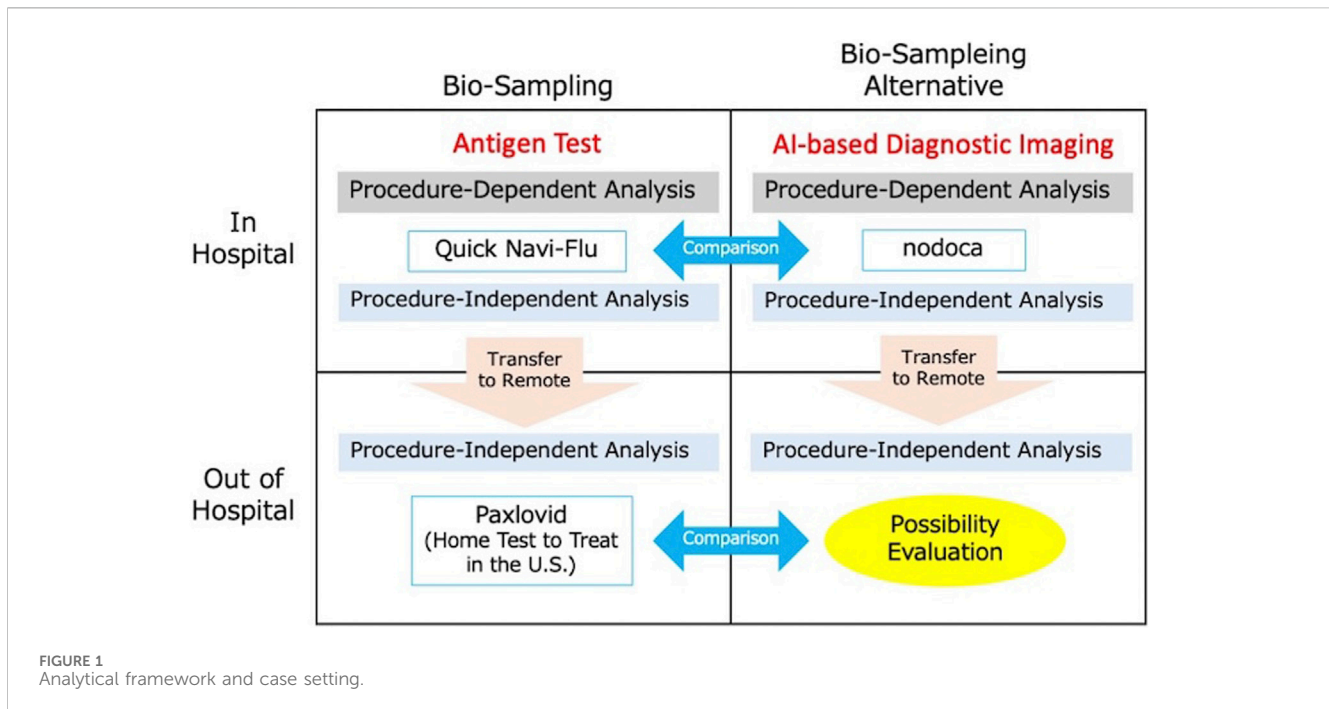 Bio-Sampling
Bio-Sampleing
Alternative
In
Hospital
Antigen Test
Procedure-Dependent Analysis
Quick Navi-Flu
Procedure-Independent Analysis
Comparison
AI-based Diagnostic Imaging
Procedure-Dependent Analysis
nodoca
Procedure-Independent Analysis
Transfer
to Remote
Transfer
to Remote
Out of
Hospital
Procedure-Independent Analysis
Paxlovid
(Home Test to Treat
in the U.S.)
Comparison
Procedure-Independent Analysis
Possibility
Evaluation
FIGURE 1
Analytical framework and case setting.